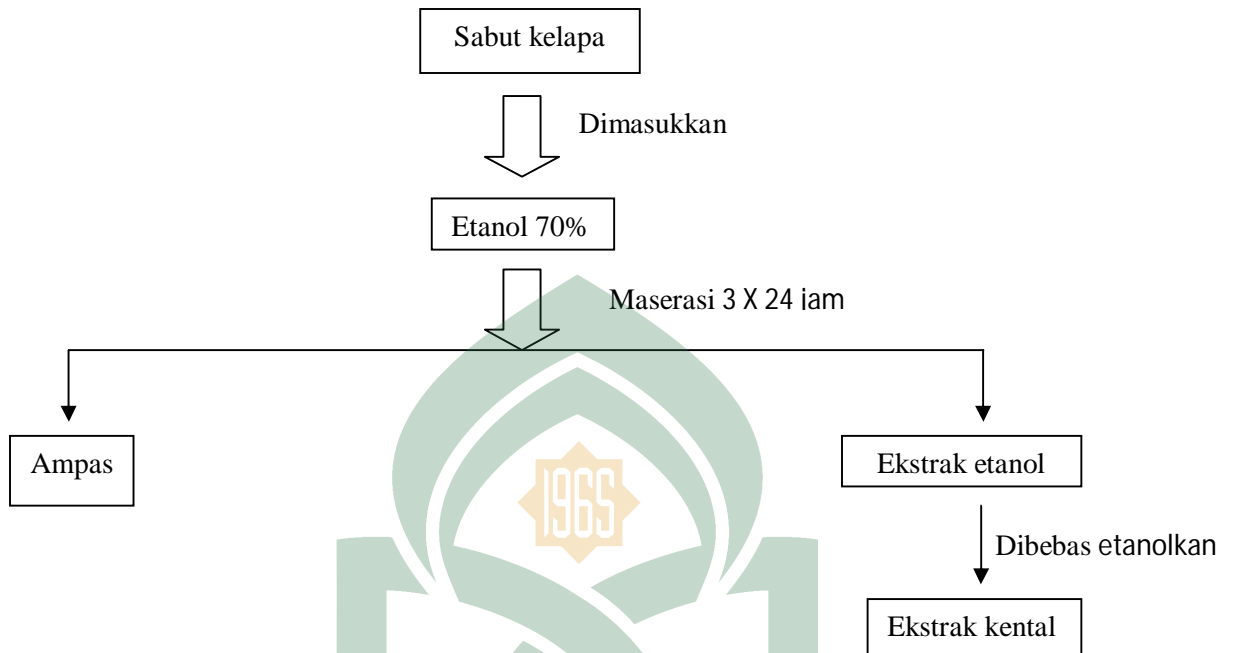 Sabut kelapa
Dimasukkan
Etanol 70%
Maserasi 3 X 24 jam
Ampas
Ekstrak etanol
1965
Dibebas etanolkan
Ekstrak kental